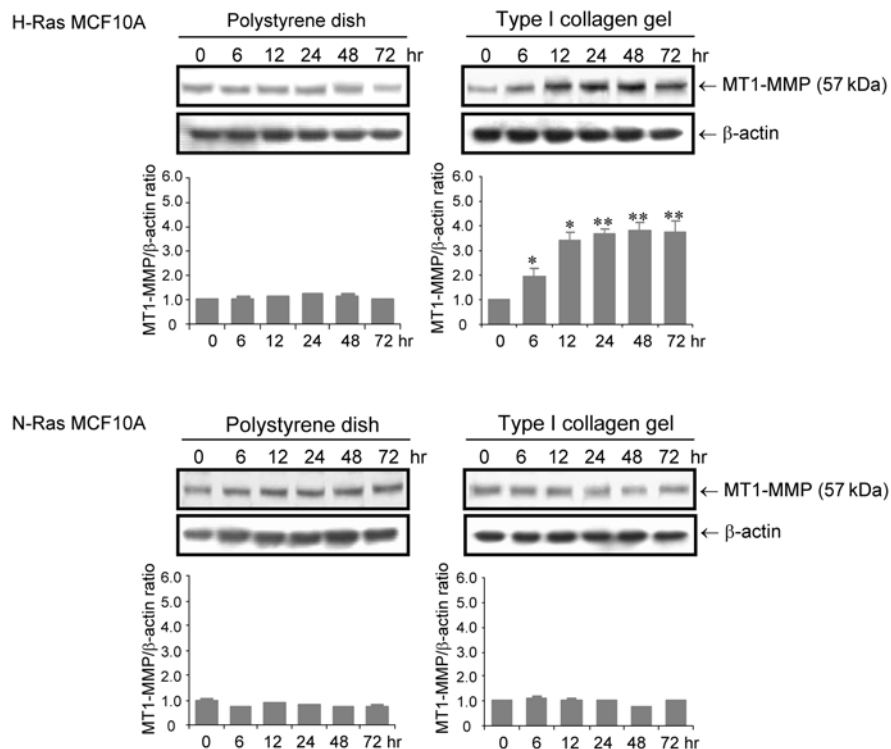 H-Ras MCF10A
Polystyrene dish
Type I collagen gel
0 6 12 24 48 72 hr
0 6 12 24 48 72 hr
← MT1-MMP (57 kDa)
← β-actin
MT1-MMP/β-actin ratio
6.0
5.0
4.0
3.0
2.0
1.0
0
0 6 12 24 48 72 hr
MT1-MMP/β-actin ratio
6.0
5.0
4.0
3.0
2.0
1.0
0
* * ** ** **
0 6 12 24 48 72 hr
N-Ras MCF10A
Polystyrene dish
Type I collagen gel
0 6 12 24 48 72 hr
0 6 12 24 48 72 hr
← MT1-MMP (57 kDa)
← β-actin
MT1-MMP/β-actin ratio
6.0
5.0
4.0
3.0
2.0
1.0
0
0 6 12 24 48 72 hr
MT1-MMP/β-actin ratio
6.0
5.0
4.0
3.0
2.0
1.0
0
0 6 12 24 48 72 hr